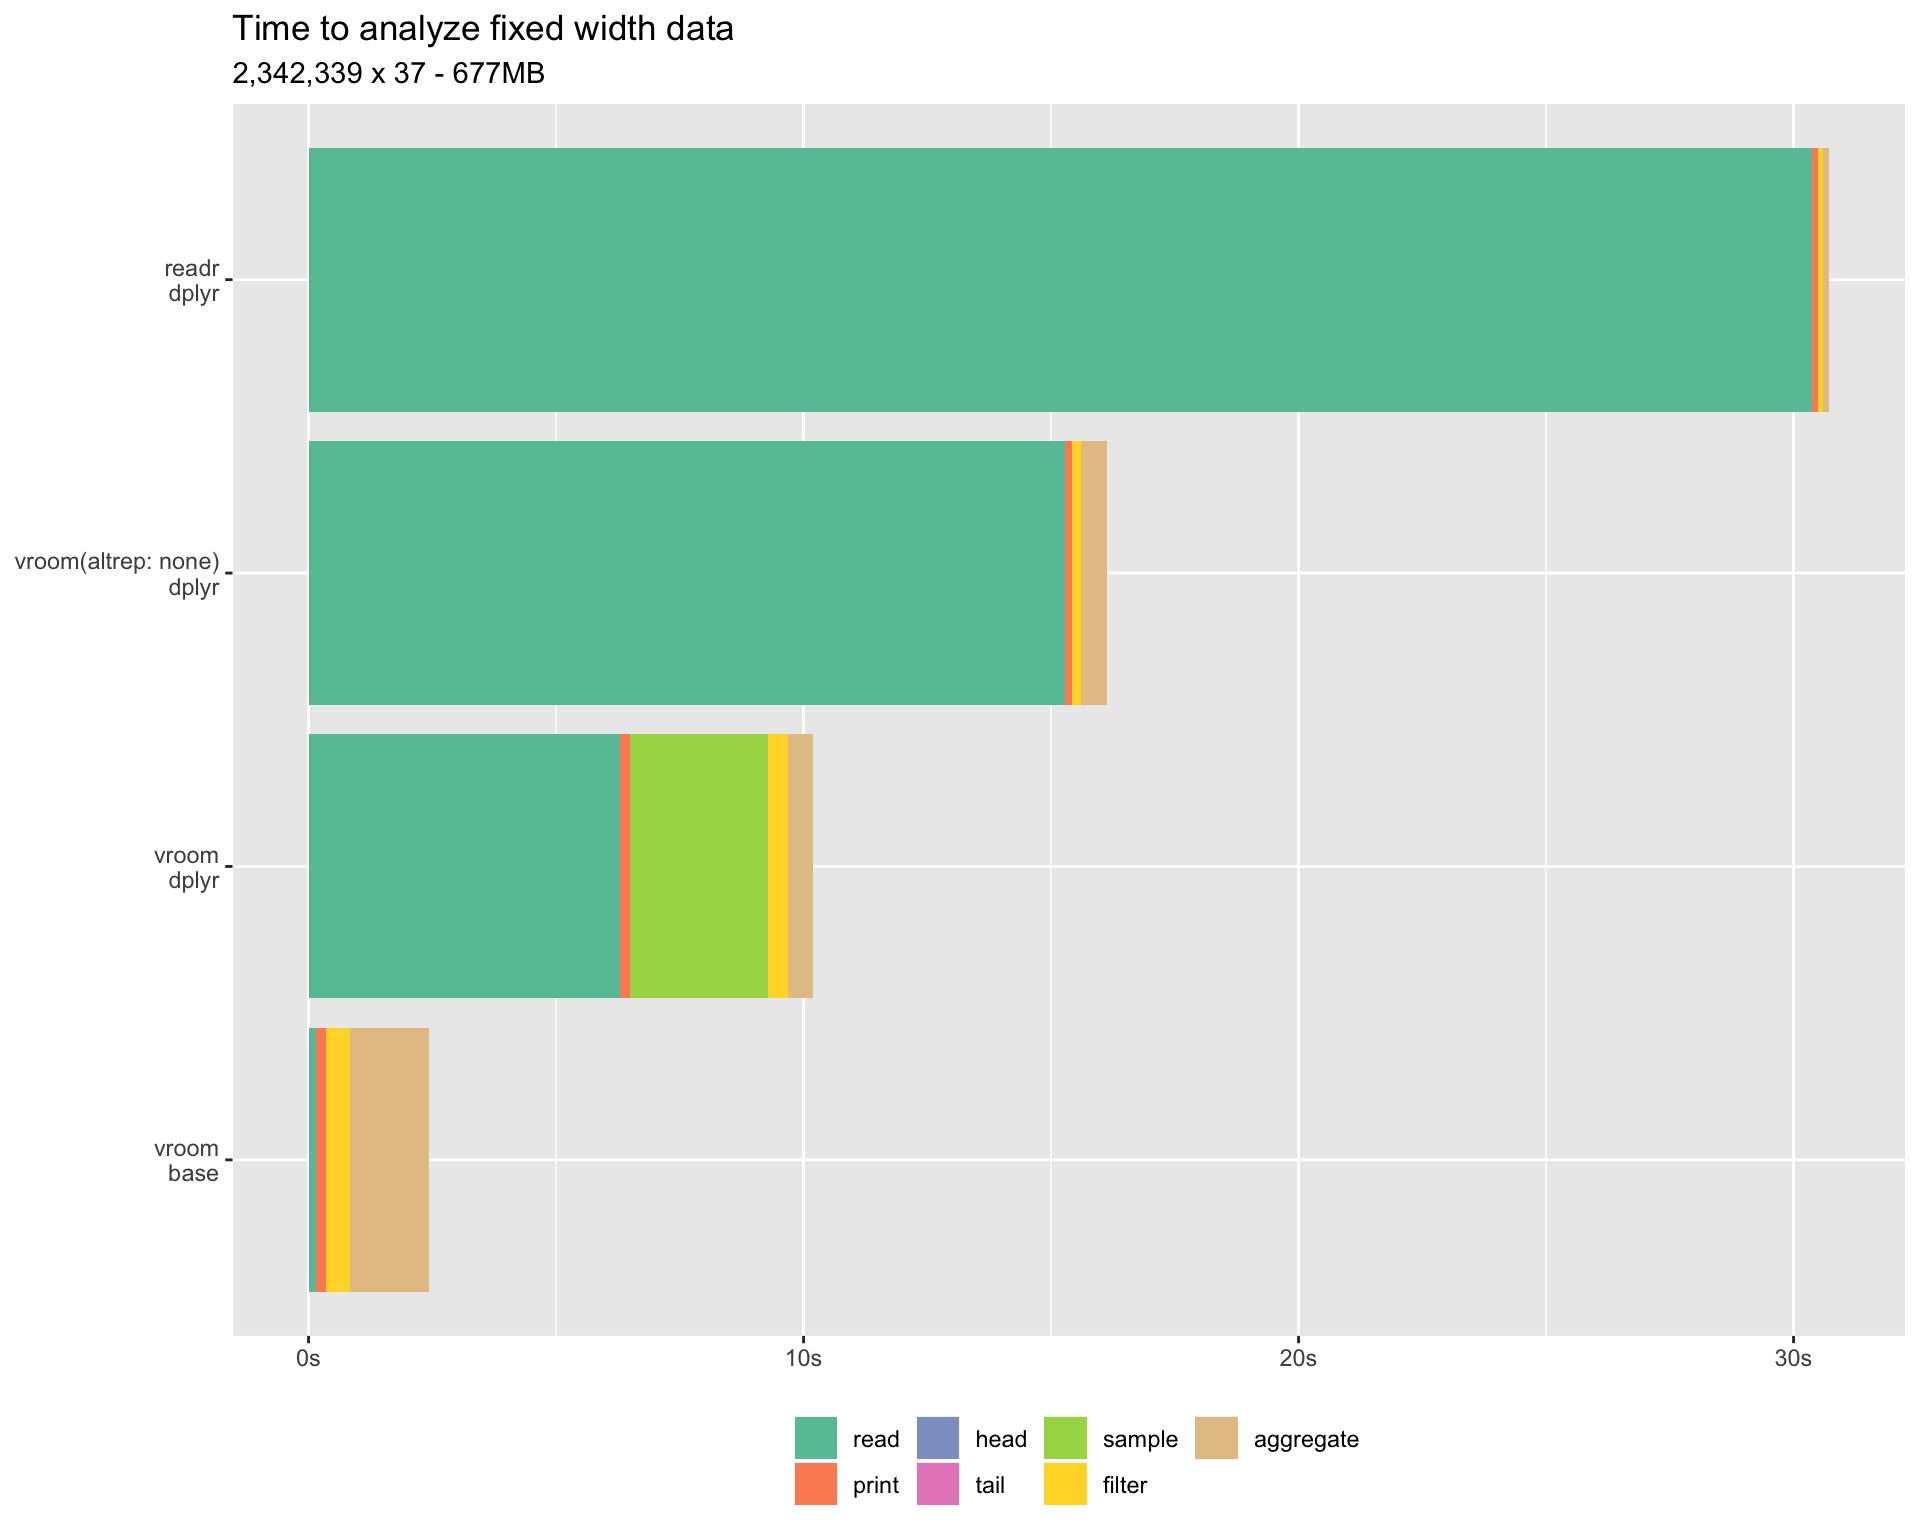 Time to analyze fixed width data
2,342,339 x 37 - 677MB
readr
dplyr
vroom(altrep: none)
dplyr
vroom
dplyr
vroom
base
0s 10s 20s 30s
read head sample aggregate
print tail filter